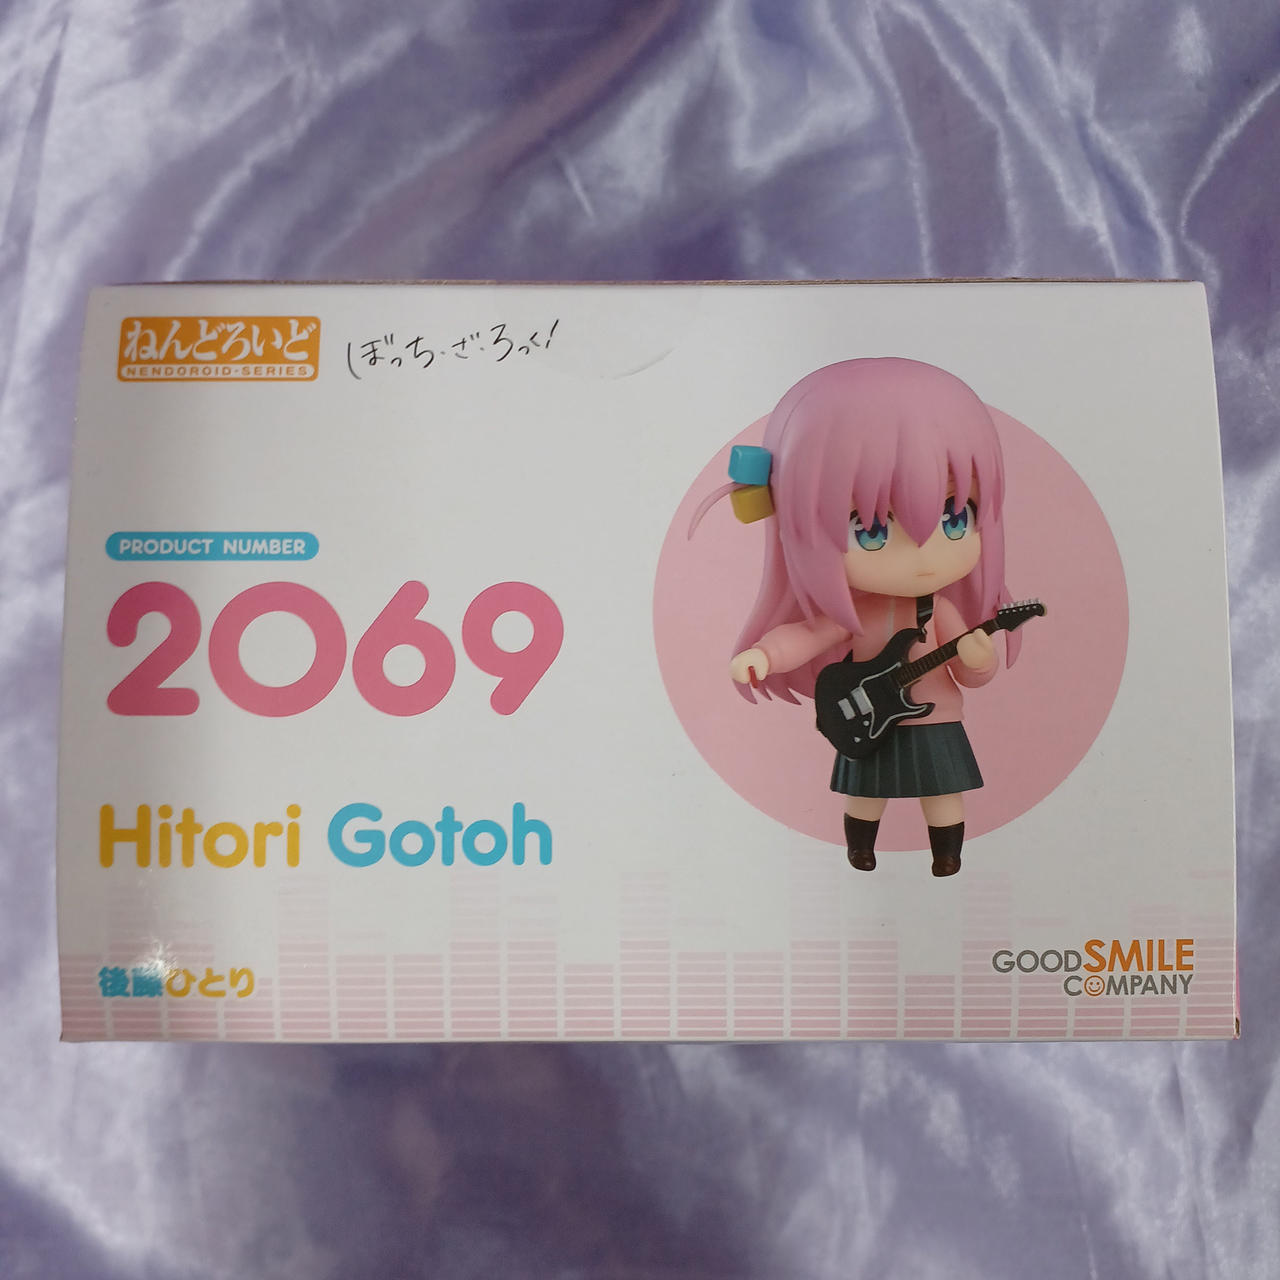 ねんどろいど
NENDOROID-SERIES
ぼっち・ざ・ろっく!
PRODUCT NUMBER
2069
Hitori Gotoh
後藤ひとり
GOODSMILE
COMPANY